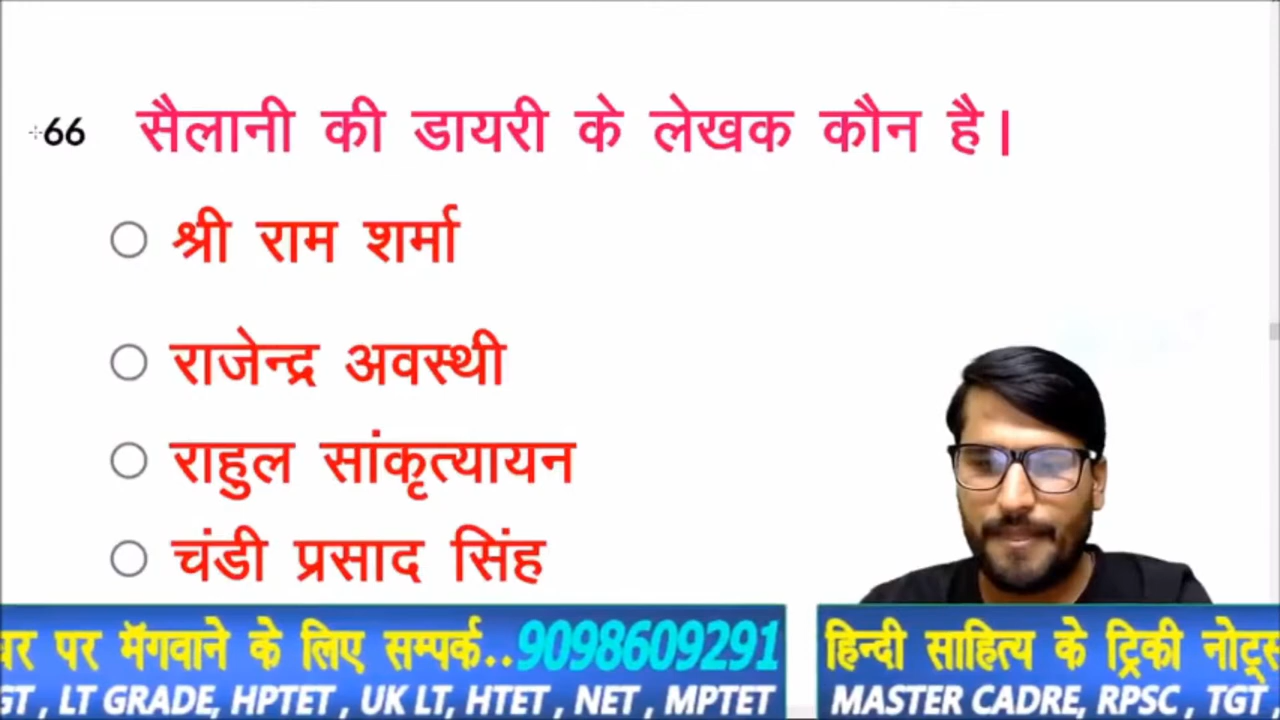 66 सैलानी की डायरी के लेखक कौन है।
श्री राम शर्मा
राजेन्द्र अवस्थी
राहुल सांकृत्यायन
चंडी प्रसाद सिंह
पर मॅगवाने के लिए सम्पर्क..9098609291
LT GRADE, HPTET , UK LT, HTET , NET , MPTET
हिन्दी साहित्य के ट्रिकी नोट्स
MASTER CADRE, RPSC , TGT ,